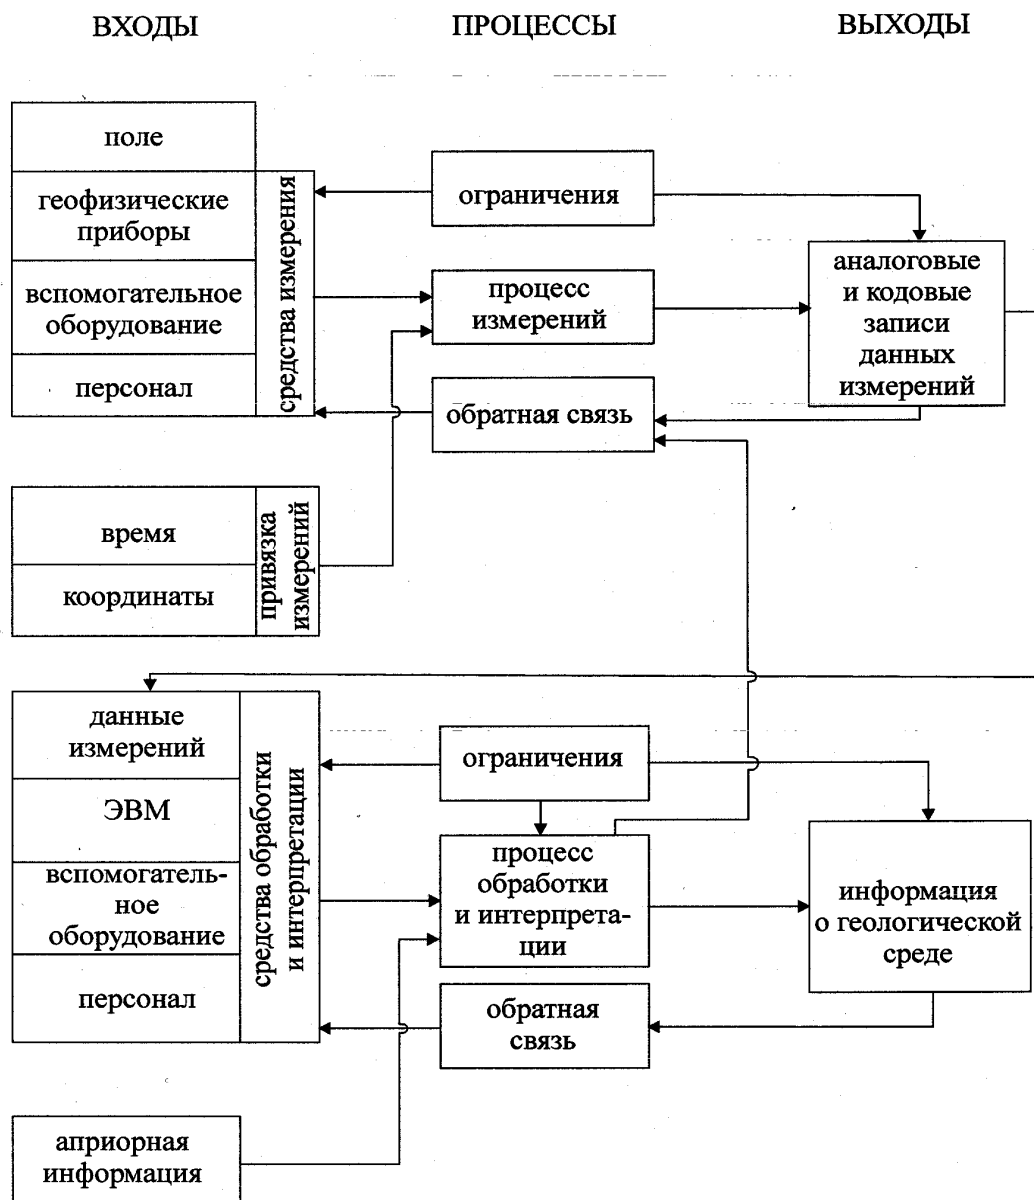 ВХОДЫ
ПРОЦЕССЫ
ВЫХОДЫ
поле
геофизические
приборы
вспомогательное
оборудование
персонал
средства измерения
ограничения
процесс
измерений
обратная связь
аналоговые
и кодовые
записи
данных
измерений
время
координаты
привязка
измерений
данные
измерений
ЭВМ
вспомогатель-
ное
оборудование
персонал
средства обработки
и интерпретации
ограничения
процесс
обработки
и интерпрета-
ции
обратная
связь
информация
о геологической
среде
априорная
информация